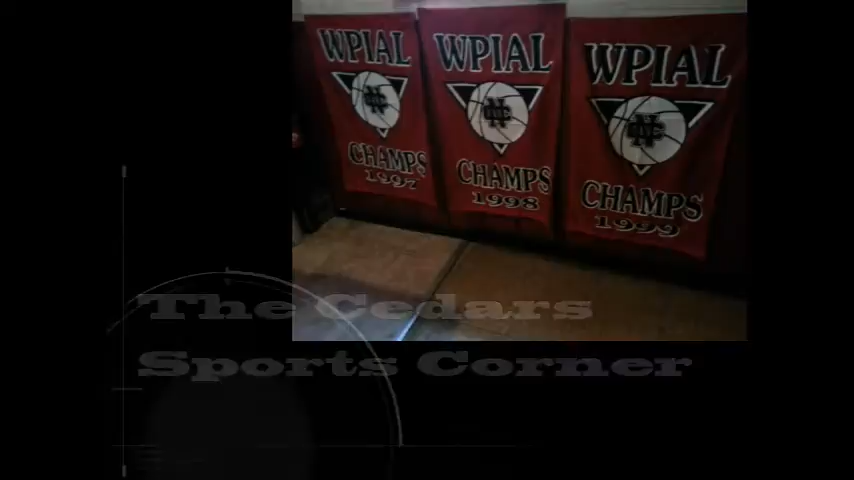 WPIAL
CHAMPS
1997
WPIAL
CHAMPS
1998
WPIAL
CHAMPS
1999
The Cedars
Sports Corner